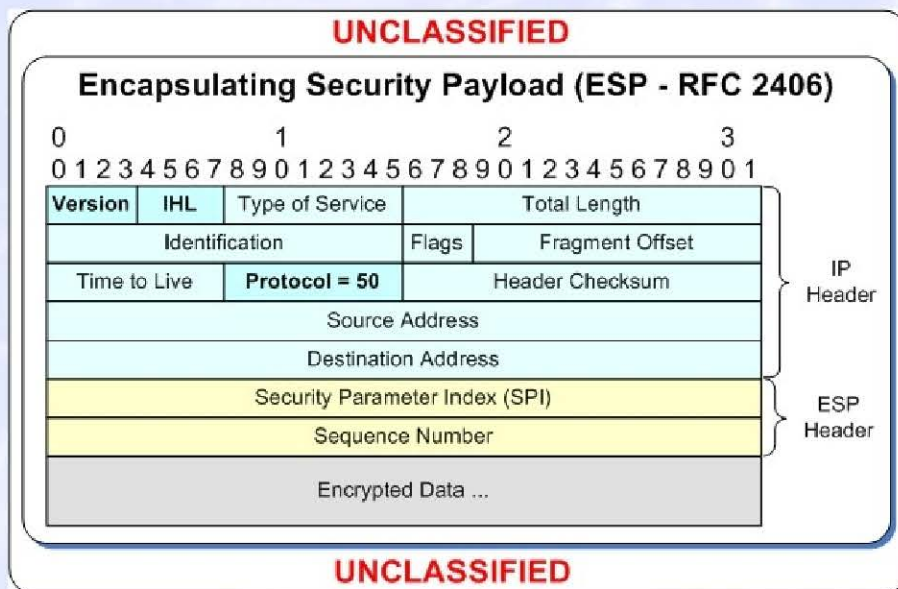 UNCLASSIFIED
Encapsulating Security Payload (ESP - RFC 2406)
0 1 2 3
0 1 2 3 4 5 6 7 8 9 0 1 2 3 4 5 6 7 8 9 0 1 2 3 4 5 6 7 8 9 0 1
Version IHL Type of Service Total Length
Identification Flags Fragment Offset
Time to Live Protocol = 50 Header Checksum
IP
Header
Source Address
Destination Address
Security Parameter Index (SPI)
ESP
Header
Sequence Number
Encrypted Data ...
UNCLASSIFIED